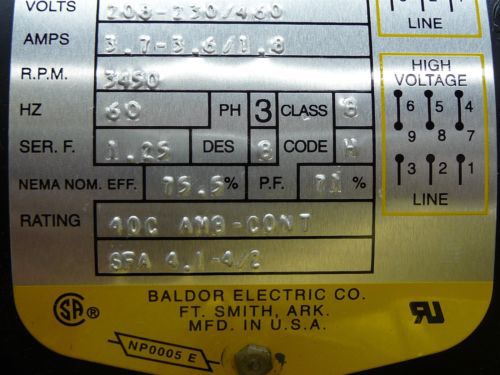 VOLTS 208-230/460
AMPS 3.7-3.6/1.8
R.P.M. 3450
HZ 60 PH 3 CLASS B
SER. F. 1.25 DES B CODE H
NEMA NOM. EFF. 75.5 % P.F. 71 %
RATING 40C AMB-CONT
SFA 4.1-4/2
LINE
HIGH
VOLTAGE
6 5 4
9 8 7
3 2 1
LINE
SA ®
BALDOR ELECTRIC CO.
FT. SMITH, ARK.
MFD. IN U.S.A.
NP0005 E